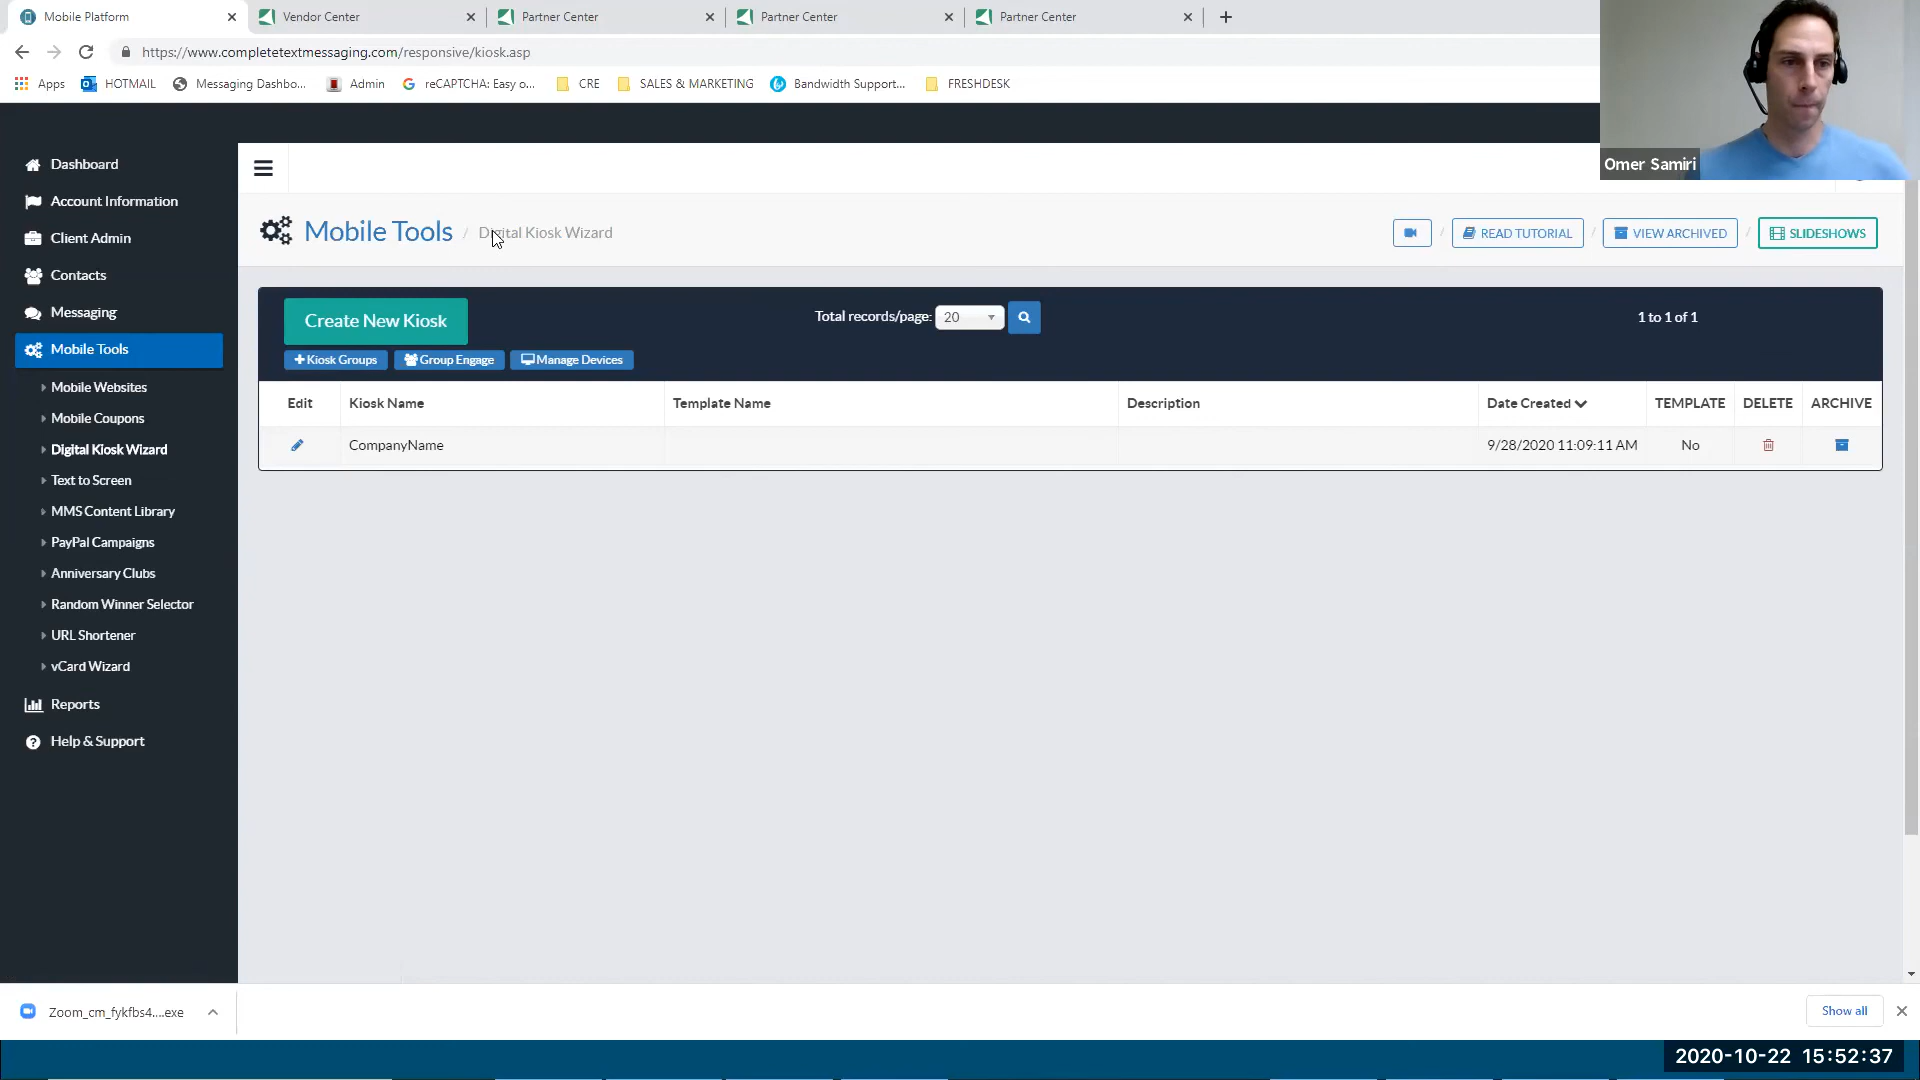 Mobile Platform
Vendor Center
Partner Center
Partner Center
Partner Center
https://www.completetextmessaging.com/responsive/kiosk.asp
Apps
HOTMAIL
Messaging Dashbo...
Admin
reCAPTCHA: Easy o...
CRE
SALES & MARKETING
Bandwidth Support...
FRESHDESK
Omer Samiri
Dashboard
Account Information
Client Admin
Contacts
Messaging
Mobile Tools
Mobile Websites
Mobile Coupons
Digital Kiosk Wizard
Text to Screen
MMS Content Library
PayPal Campaigns
Anniversary Clubs
Random Winner Selector
URL Shortener
vCard Wizard
Reports
Help & Support
Mobile Tools / Digital Kiosk Wizard
/ READ TUTORIAL / VIEW ARCHIVED / SLIDESHOWS
Create New Kiosk
Total records/page: 20
1 to 1 of 1
+Kiosk Groups
Group Engage
Manage Devices
Edit Kiosk Name Template Name Description Date Created TEMPLATE DELETE ARCHIVE
CompanyName 9/28/2020 11:09:11 AM No
Zoom_cm_fykfbs4....exe
Show all
2020-10-22 15:52:37